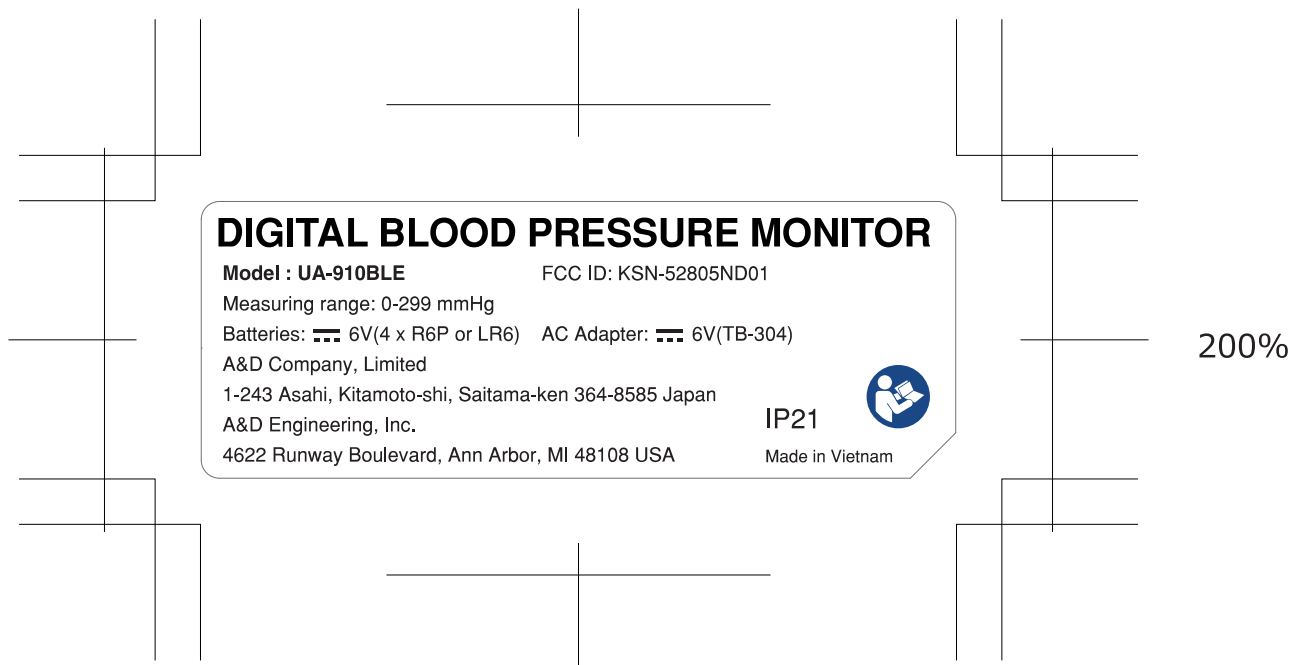 DIGITAL BLOOD PRESSURE MONITOR
Model : UA-910BLE FCC ID: KSN-52805ND01
Measuring range: 0-299 mmHg
Batteries: ⎓ 6V(4 x R6P or LR6) AC Adapter: ⎓ 6V(TB-304)
A&D Company, Limited
1-243 Asahi, Kitamoto-shi, Saitama-ken 364-8585 Japan
A&D Engineering, Inc.
4622 Runway Boulevard, Ann Arbor, MI 48108 USA
IP21
Made in Vietnam
200%